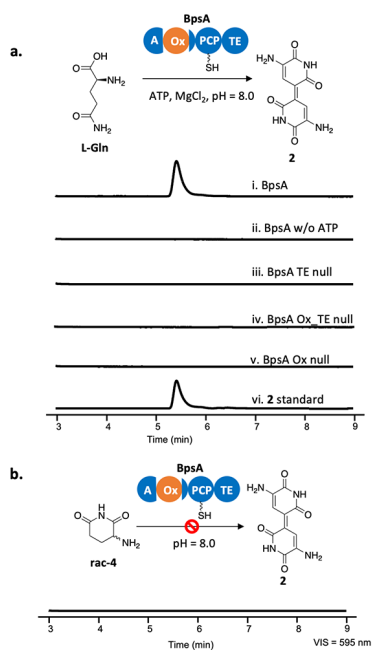 a.
BpsA
A Ox PCP TE
SH
ATP, MgCl₂, pH = 8.0
O OH
NH₂
O NH₂
L-Gln
H₂N O
NH
O
O
HN
NH₂
O
2
i. BpsA
ii. BpsA w/o ATP
iii. BpsA TE null
iv. BpsA Ox_TE null
v. BpsA Ox null
vi. 2 standard
3 4 5 6 7 8 9
Time (min)
b.
BpsA
A Ox PCP TE
SH
pH = 8.0
H
O N O
NH₂
rac-4
H₂N O
NH
O
O
HN
NH₂
O
2
3 4 5 6 7 8 9
Time (min)
VIS = 595 nm